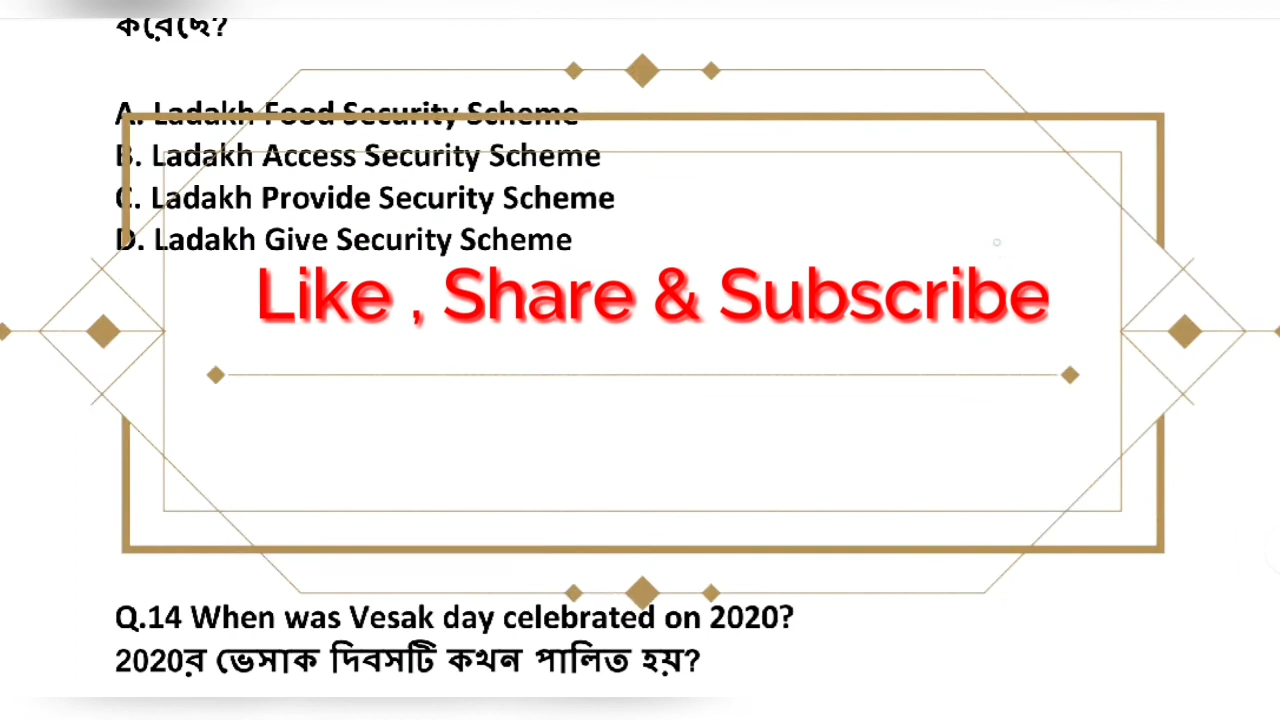 করেছে?
A. Ladakh Food Security Scheme
B. Ladakh Access Security Scheme
C. Ladakh Provide Security Scheme
D. Ladakh Give Security Scheme
Like , Share & Subscribe
Q.14 When was Vesak day celebrated on 2020?
2020র ভেসাক দিবসটি কখন পালিত হয়?